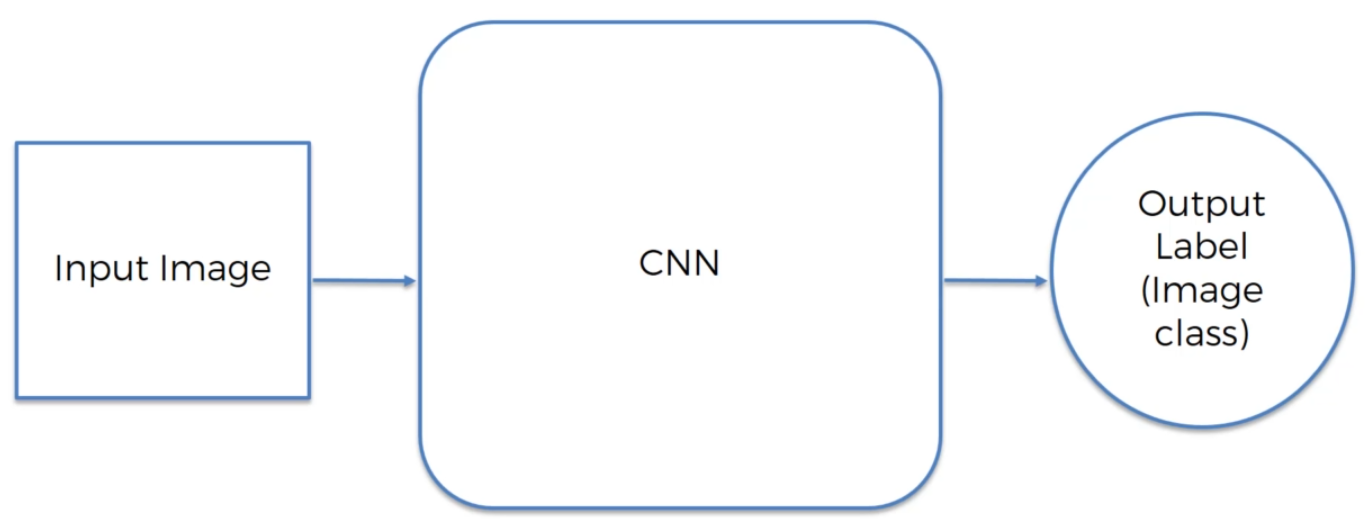 Input Image
CNN
Output
Label
(Image
class)